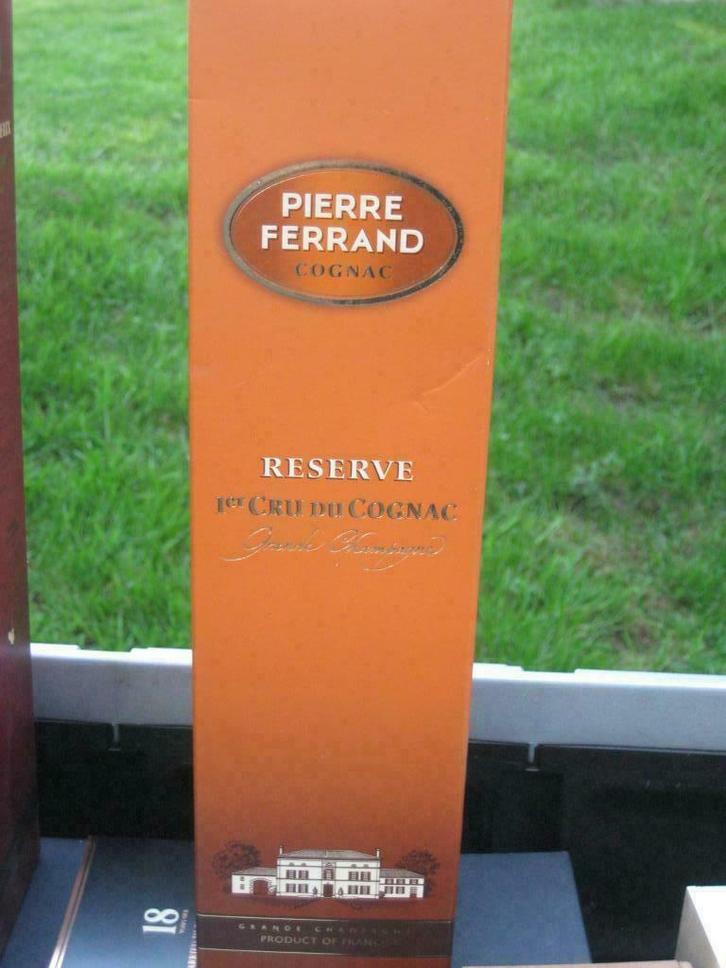 PIERRE
FERRAND
COGNAC
RESERVE
1er CRU DU COGNAC
Grande Champagne
GRANDE CHAMPAGNE
PRODUCT OF FRANCE
18